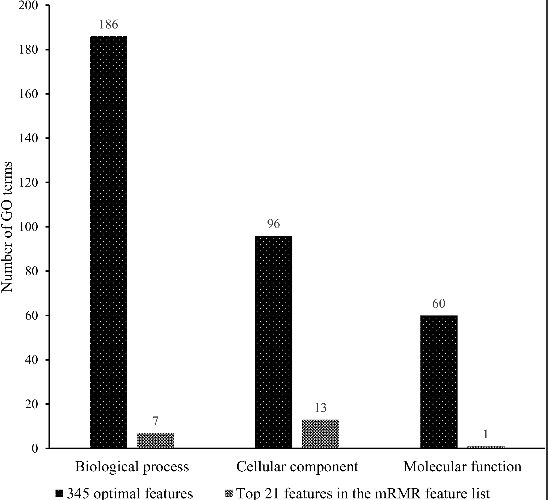 200
180
160
140
120
100
80
60
40
20
0
Number of GO terms
186
7
96
13
60
1
Biological process
Cellular component
Molecular function
345 optimal features
Top 21 features in the mRMR feature list